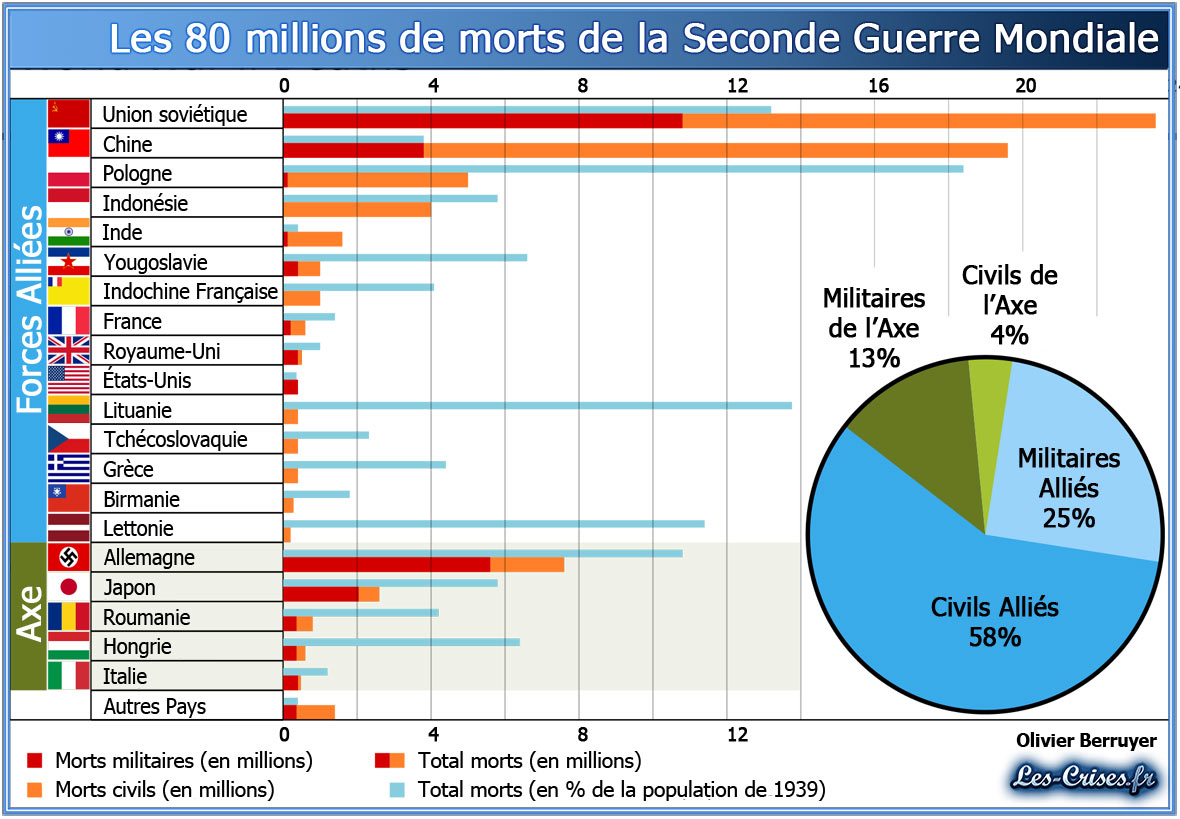 Les 80 millions de morts de la Seconde Guerre Mondiale
0 4 8 12 16 20
Forces Alliées
Union soviétique
Chine
Pologne
Indonésie
Inde
Yougoslavie
Indochine Française
France
Royaume-Uni
États-Unis
Lituanie
Tchécoslovaquie
Grèce
Birmanie
Lettonie
Axe
Allemagne
Japon
Roumanie
Hongrie
Italie
Autres Pays
0 4 8 12
Militaires
de l’Axe
13%
Civils de
l’Axe
4%
Militaires
Alliés
25%
Civils Alliés
58%
Morts militaires (en millions)
Total morts (en millions)
Morts civils (en millions)
Total morts (en % de la population de 1939)
Olivier Berruyer
Les-Crises.fr